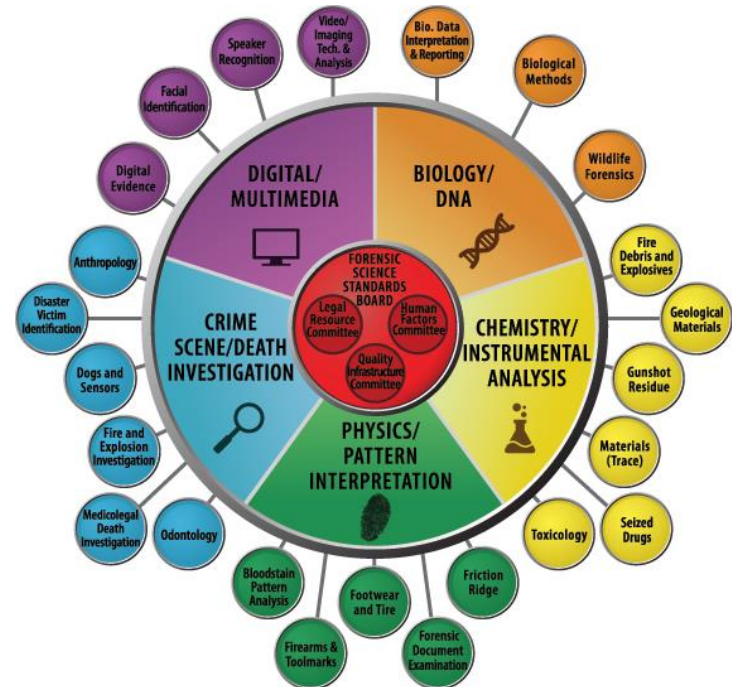 Video/
Imaging
Tech. &
Analysis
Bio. Data
Interpretation
& Reporting
Speaker
Recognition
Biological
Methods
Facial
Identification
Wildlife
Forensics
Digital
Evidence
DIGITAL/
MULTIMEDIA
BIOLOGY/
DNA
Anthropology
Fire
Debris and
Explosives
Disaster
Victim
Identification
Geological
Materials
FORENSIC
SCIENCE
STANDARDS
BOARD
Legal
Resource
Committee
Human
Factors
Committee
Quality
Infrastructure
Committee
CRIME
SCENE/DEATH
INVESTIGATION
CHEMISTRY/
INSTRUMENTAL
ANALYSIS
Dogs and
Sensors
Gunshot
Residue
Fire and
Explosion
Investigation
Materials
(Trace)
PHYSICS/
PATTERN
INTERPRETATION
Medicolegal
Death
Investigation
Odontology
Toxicology
Seized
Drugs
Bloodstain
Pattern
Analysis
Footwear
and Tire
Friction
Ridge
Firearms &
Toolmarks
Forensic
Document
Examination